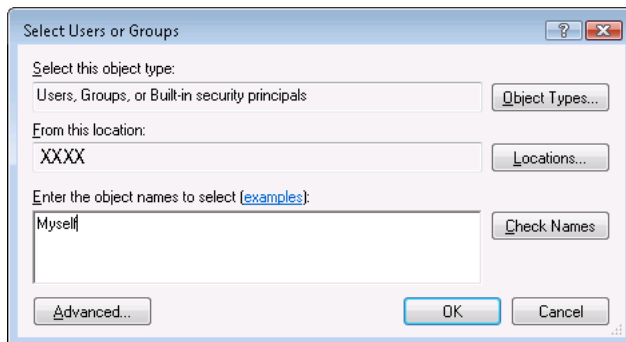 Select Users or Groups
Select this object type:
Users, Groups, or Built-in security principals
Object Types...
From this location:
XXXX
Locations...
Enter the object names to select (examples):
Myself
Check Names
Advanced...
OK
Cancel